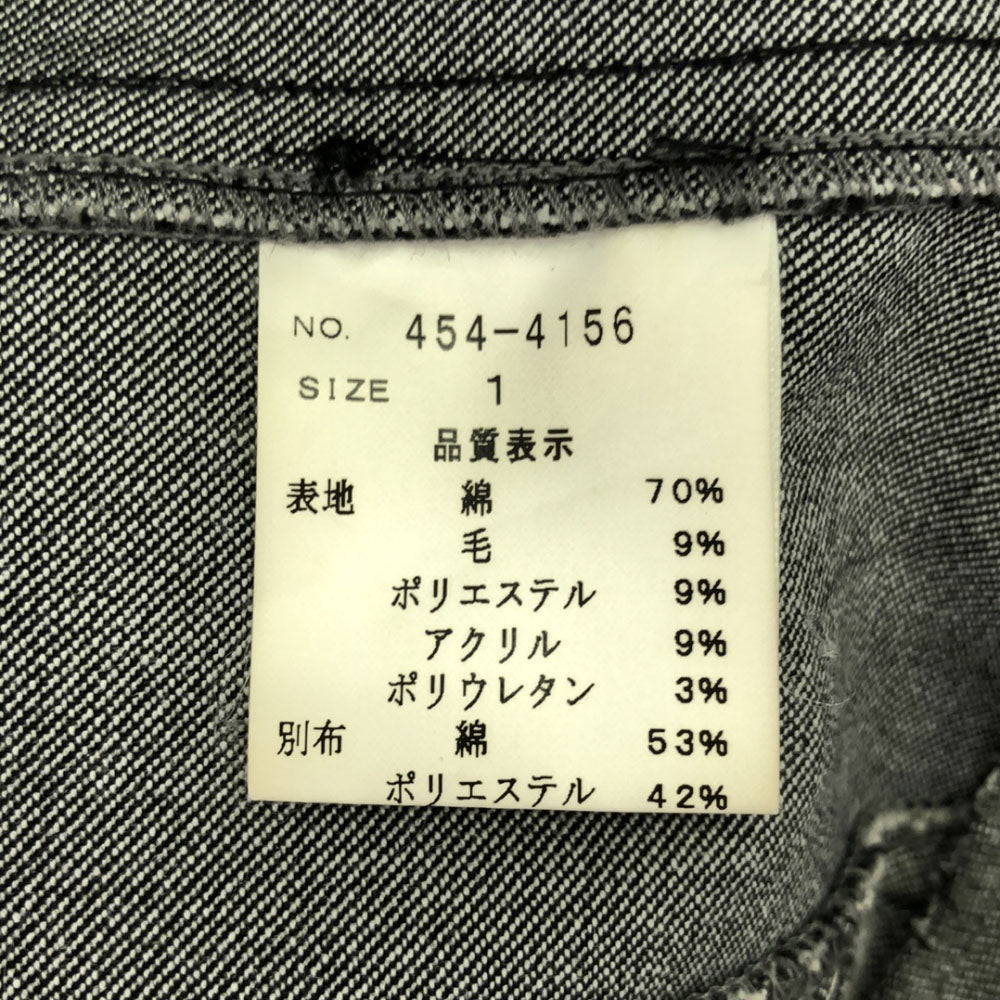 NO. 454-4156
SIZE 1
品質表示
表地 綿 70%
毛 9%
ポリエステル 9%
アクリル 9%
ポリウレタン 3%
別布 綿 53%
ポリエステル 42%